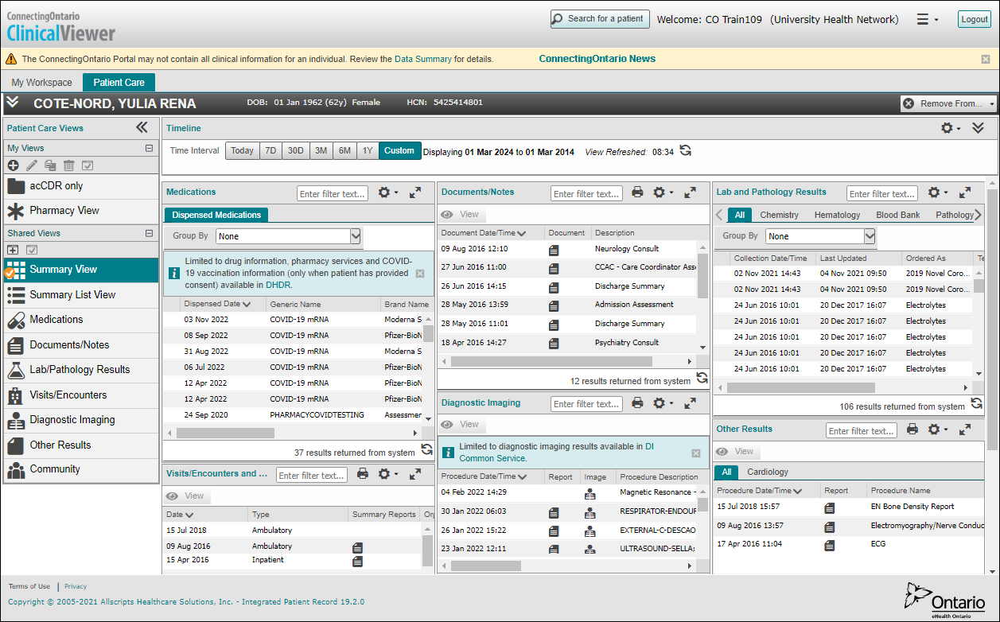 ConnectingOntario
ClinicalViewer
Search for a patient
Welcome: CO Train109 (University Health Network)
Logout
The ConnectingOntario Portal may not contain all clinical information for an individual. Review the Data Summary for details.
ConnectingOntario News
My Workspace
Patient Care
COTE-NORD, YULIA RENA
DOB: 01 Jan 1962 (62y) Female
HCN: 5425414801
Remove From...
Patient Care Views
My Views
acCDR only
Pharmacy View
Shared Views
Summary View
Summary List View
Medications
Documents/Notes
Lab/Pathology Results
Visits/Encounters
Diagnostic Imaging
Other Results
Community
Timeline
Time Interval
Today 7D 30D 3M 6M 1Y Custom
Displaying 01 Mar 2024 to 01 Mar 2014 View Refreshed: 08:34
Medications
Enter filter text...
Dispensed Medications
Group By None
Limited to drug information, pharmacy services and COVID-
19 vaccination information (only when patient has provided
consent) available in DHDR.
Dispensed Date Generic Name Brand Name
03 Nov 2022 COVID-19 mRNA Moderna S
08 Sep 2022 COVID-19 mRNA Pfizer-BioN
31 Aug 2022 COVID-19 mRNA Moderna S
06 Jul 2022 COVID-19 mRNA Pfizer-BioN
12 Apr 2022 COVID-19 mRNA Pfizer-BioN
12 Apr 2022 COVID-19 mRNA Pfizer-BioN
24 Sep 2020 PHARMACYCOVIDTESTING Assessmen
37 results returned from system
Visits/Encounters and ...
Enter filter text...
View
Date Type Summary Reports Org
15 Jul 2018 Ambulatory
09 Aug 2016 Ambulatory
15 Apr 2016 Inpatient
Documents/Notes
Enter filter text...
View
Document Date/Time Document Description
09 Aug 2016 12:10 Neurology Consult
27 Jun 2016 11:00 CCAC - Care Coordinator Asse
26 Jun 2016 14:15 Discharge Summary
28 May 2016 13:59 Admission Assessment
28 May 2016 11:01 Discharge Summary
18 Apr 2016 14:27 Psychiatry Consult
12 results returned from system
Diagnostic Imaging
Enter filter text...
View
Limited to diagnostic imaging results available in DI
Common Service.
Procedure Date/Time Report Image Procedure Description
04 Feb 2022 14:29 Magnetic Resonance -
30 Jan 2022 06:03 RESPIRATOR-ENDOUR
26 Jan 2022 15:22 EXTERNAL-C-DESCAO
23 Jan 2022 12:11 ULTRASOUND-SELLA;
Lab and Pathology Results
Enter filter text...
All Chemistry Hematology Blood Bank Pathology
Group By None
Collection Date/Time Last Updated Ordered As Te
02 Nov 2021 14:43 04 Nov 2021 09:50 2019 Novel Coro...
02 Nov 2021 14:43 04 Nov 2021 09:50 2019 Novel Coro...
24 Jun 2016 10:01 20 Dec 2017 16:07 Electrolytes
24 Jun 2016 10:01 20 Dec 2017 16:07 Electrolytes
24 Jun 2016 10:01 20 Dec 2017 16:07 Electrolytes
24 Jun 2016 10:01 20 Dec 2017 16:07 Electrolytes
24 Jun 2016 10:01 20 Dec 2017 16:07 Electrolytes
106 results returned from system
Other Results
Enter filter text...
View
All Cardiology
Procedure Date/Time Report Procedure Name
15 Jul 2018 15:57 EN Bone Density Report
09 Aug 2016 13:57 Electromyography/Nerve Conduc
17 Apr 2016 11:04 ECG
Terms of Use | Privacy
Copyright © 2005-2021 Allscripts Healthcare Solutions, Inc. - Integrated Patient Record 19.2.0
Ontario
eHealth Ontario